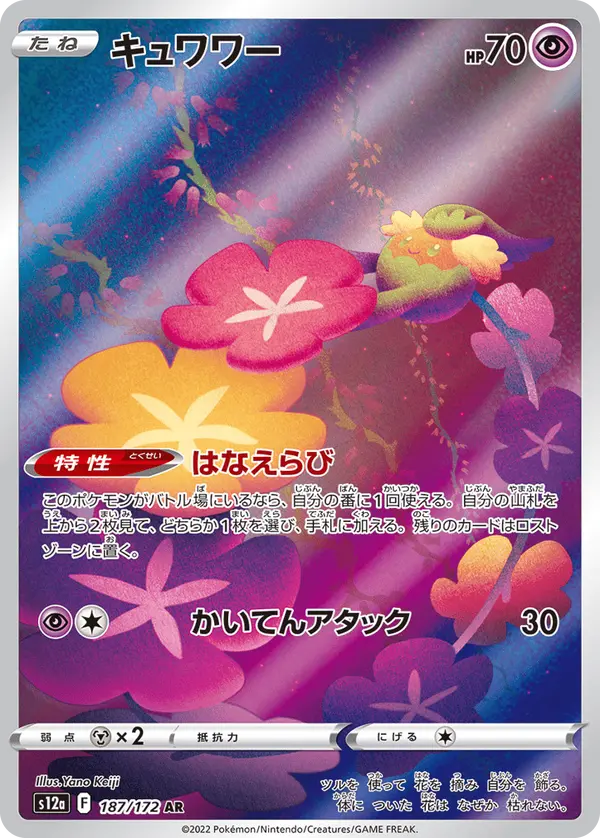 たね キュワワー HP70
特性 とくせい はなえらび
このポケモンがバトル場にいるなら、自分の番に1回使える。自分の山札を
上から2枚見て、どちらか1枚を選び、手札に加える。残りのカードはロスト
ゾーンに置く。
かいてんアタック 30
弱点 ×2 抵抗力 にげる
Illus.Yano Keiji
s12a F 187/172 AR
ツルを 使って 花を 摘み 自分を 飾る。
体に ついた 花は なぜか 枯れない。
©2022 Pokémon/Nintendo/Creatures/GAME FREAK.